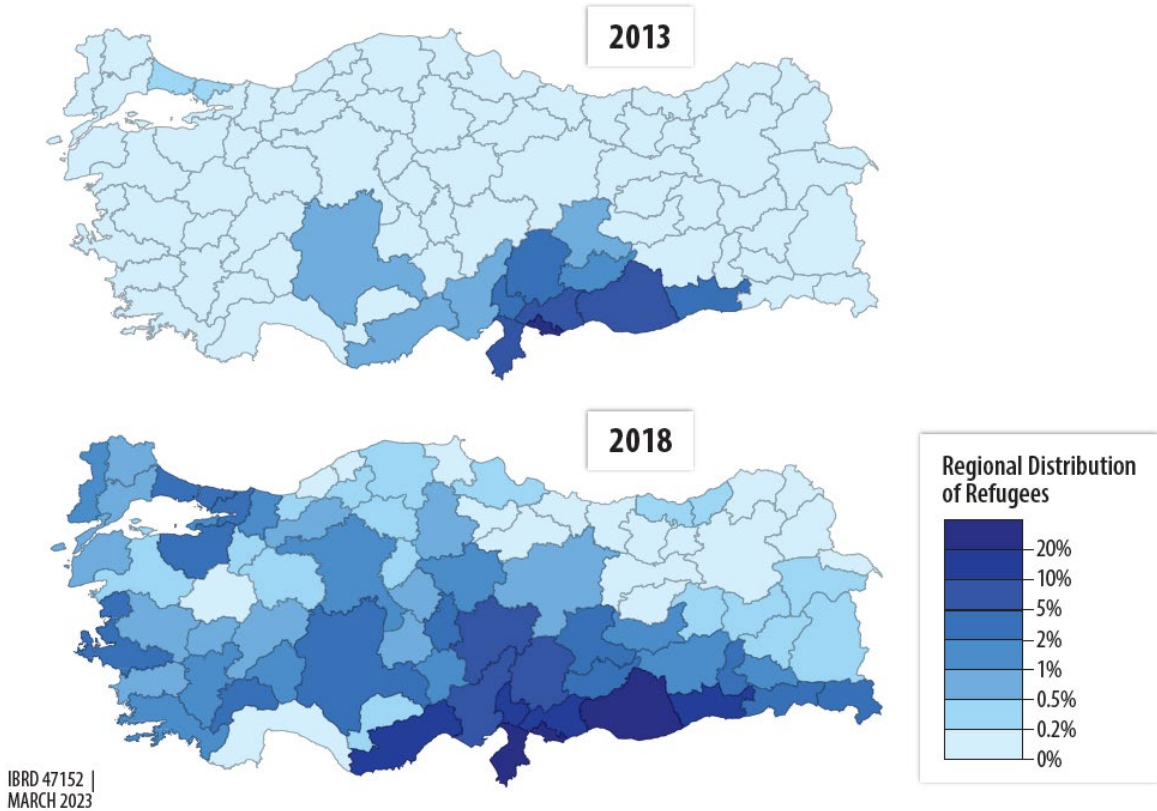 2013
2018
Regional Distribution
of Refugees
20%
10%
5%
2%
1%
0.5%
0.2%
0%
IBRD 47152 |
MARCH 2023